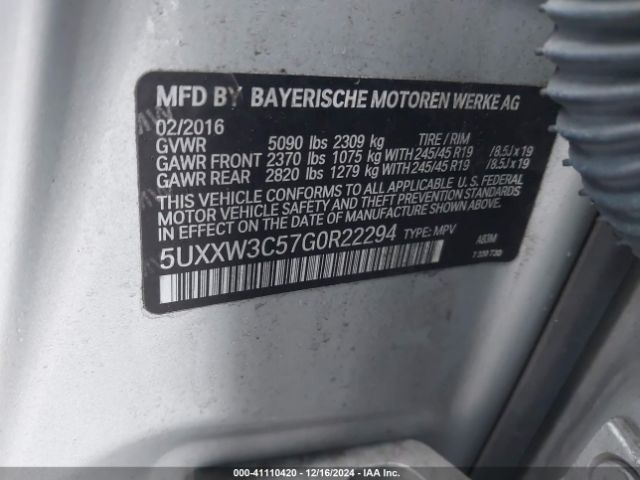 MFD BY BAYERISCHE MOTOREN WERKE AG
02/2016
GVWR 5090 lbs 2309 kg TIRE / RIM
GAWR FRONT 2370 lbs 1075 kg WITH 245/45 R19 /8.5J x 19
GAWR REAR 2820 lbs 1279 kg WITH 245/45 R19 /8.5J x 19
THIS VEHICLE CONFORMS TO ALL APPLICABLE U. S. FEDERAL
MOTOR VEHICLE SAFETY AND THEFT PREVENTION STANDARDS
IN EFFECT ON THE DATE OF MANUFACTURE SHOWN ABOVE.
5UXXW3C57G0R22294 TYPE: MPV A83M
000-41110420 - 12/16/2024 - IAA Inc.